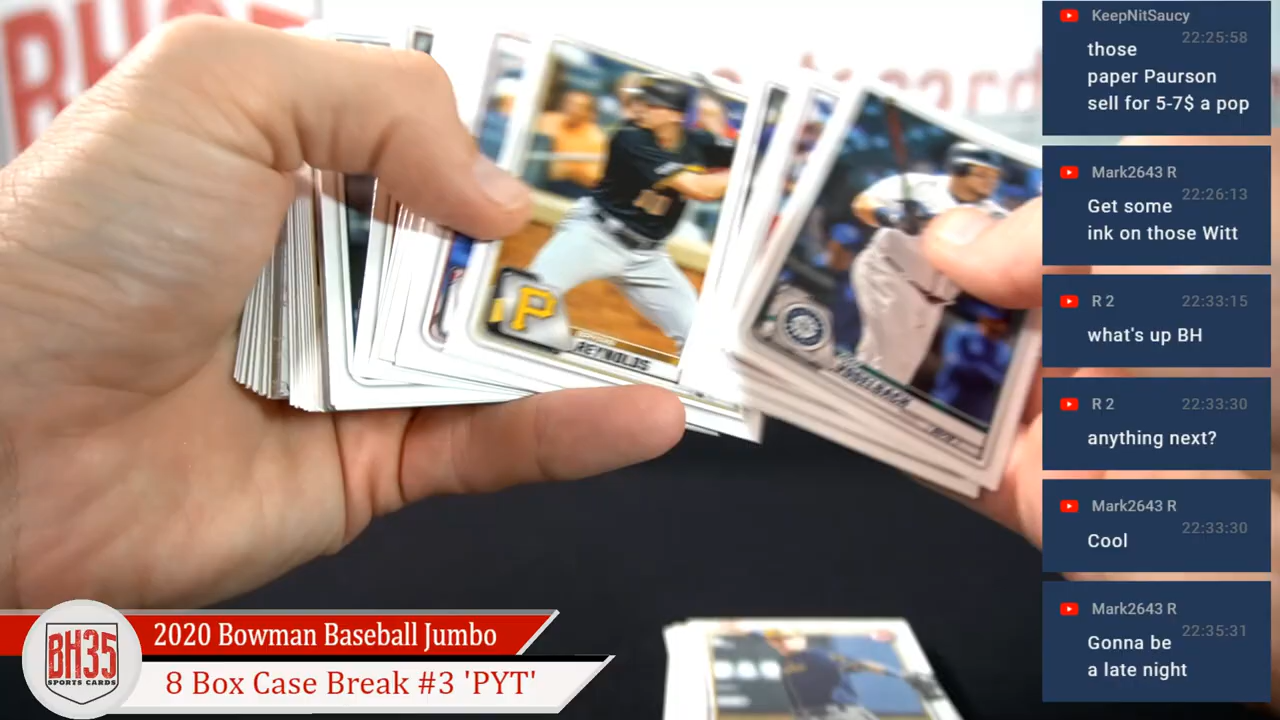 BH35
REYNOLDS
P
KeepNitSaucy
22:25:58
those
paper Paurson
sell for 5-7$ a pop
Mark2643 R
22:26:13
Get some
ink on those Witt
R 2
22:33:15
what's up BH
R 2
22:33:30
anything next?
Mark2643 R
22:33:30
Cool
Mark2643 R
22:35:31
Gonna be
a late night
BH35
SPORTS CARDS
2020 Bowman Baseball Jumbo
8 Box Case Break #3 'PYT'